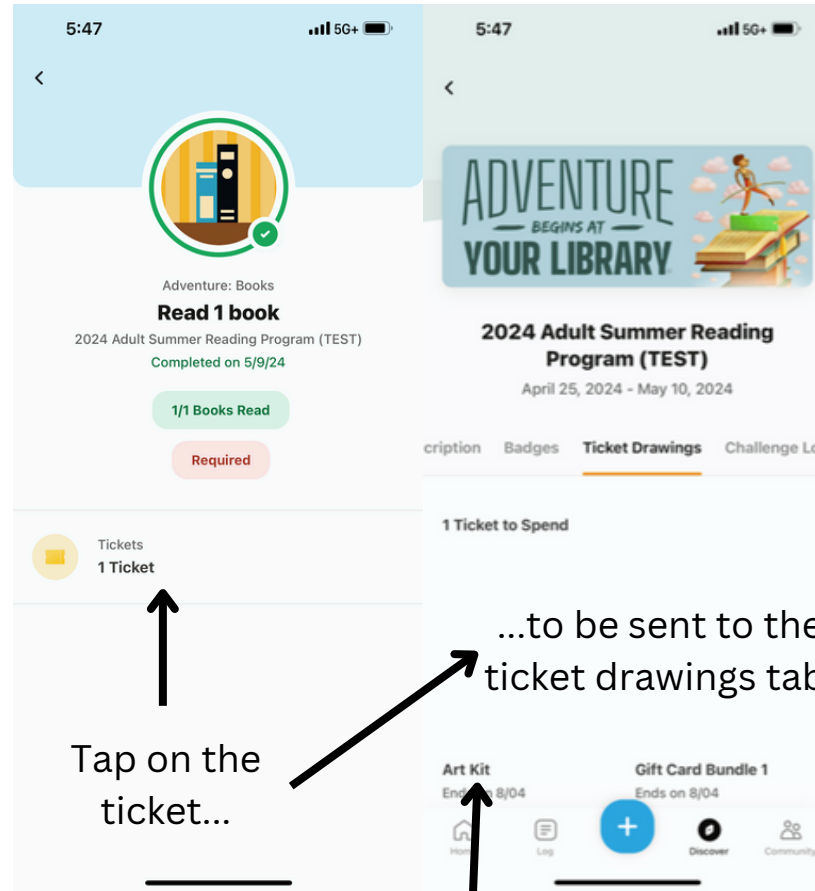 5:47
5G+
Adventure: Books
Read 1 book
2024 Adult Summer Reading Program (TEST)
Completed on 5/9/24
1/1 Books Read
Required
Tickets
1 Ticket
Tap on the
ticket...
5:47
5G+
ADVENTURE
BEGINS AT
YOUR LIBRARY
2024 Adult Summer Reading
Program (TEST)
April 25, 2024 - May 10, 2024
cription Badges Ticket Drawings Challenge Lo
1 Ticket to Spend
...to be sent to the
ticket drawings tab
Art Kit Gift Card Bundle 1
Ends on 8/04 Ends on 8/04
Home Log Discover Community